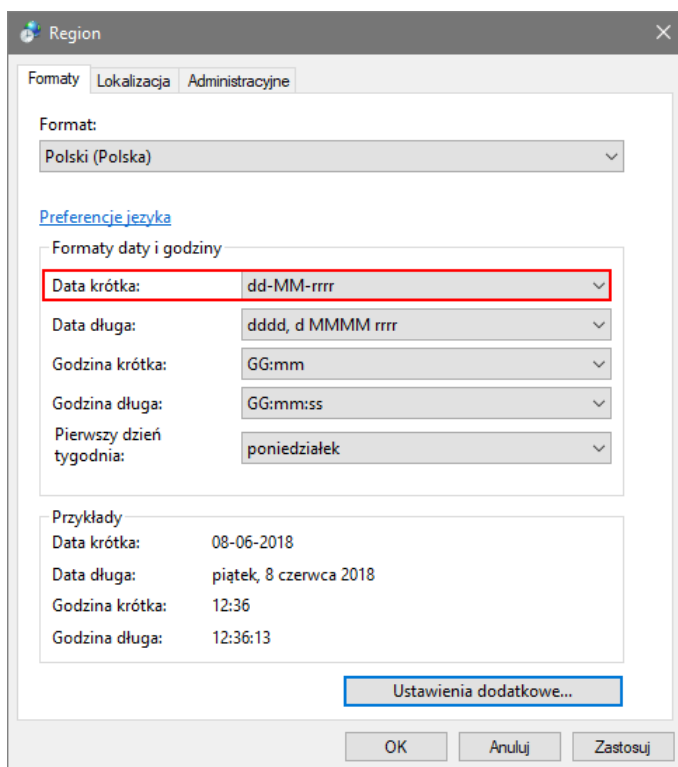 Region
Formaty Lokalizacja Administracyjne
Format:
Polski (Polska)
Preferencje języka
Formaty daty i godziny
Data krótka: dd-MM-rrrr
Data długa: dddd, d MMMM rrrr
Godzina krótka: GG:mm
Godzina długa: GG:mm:ss
Pierwszy dzień
tygodnia: poniedziałek
Przykłady
Data krótka: 08-06-2018
Data długa: piątek, 8 czerwca 2018
Godzina krótka: 12:36
Godzina długa: 12:36:13
Ustawienia dodatkowe...
OK Anuluj Zastosuj